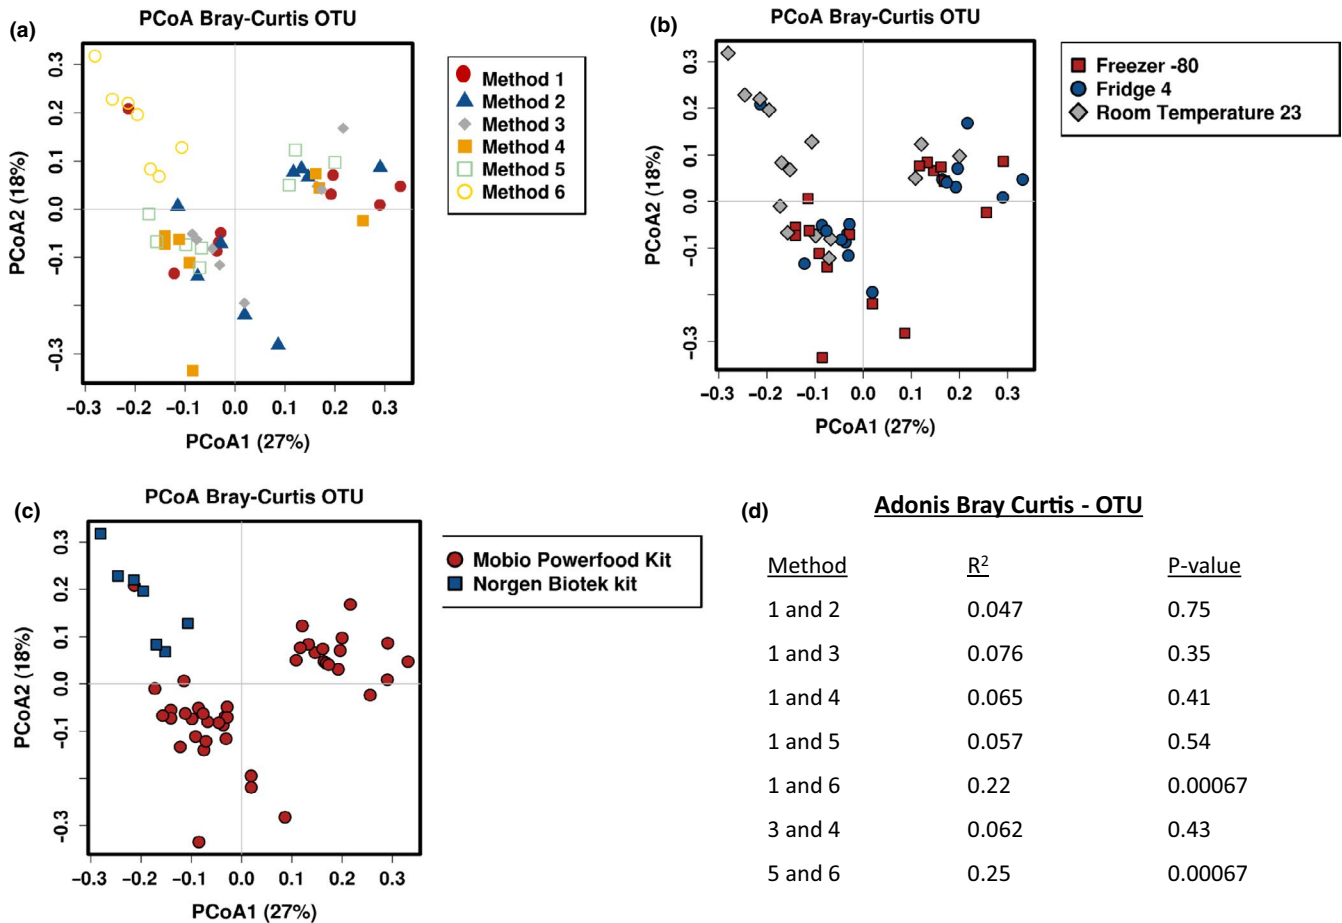 (a)
PCoA Bray-Curtis OTU
PCoA2 (18%)
0.3
0.2
0.1
0.0
−0.1
−0.3
−0.3 −0.2 −0.1 0.0 0.1 0.2 0.3
PCoA1 (27%)
Method 1
Method 2
Method 3
Method 4
Method 5
Method 6
(b)
PCoA Bray-Curtis OTU
PCoA2 (18%)
0.3
0.2
0.1
0.0
−0.1
−0.3
−0.3 −0.2 −0.1 0.0 0.1 0.2 0.3
PCoA1 (27%)
Freezer -80
Fridge 4
Room Temperature 23
(c)
PCoA Bray-Curtis OTU
PCoA2 (18%)
0.3
0.2
0.1
0.0
−0.1
−0.3
−0.3 −0.2 −0.1 0.0 0.1 0.2 0.3
PCoA1 (27%)
Mobio Powerfood Kit
Norgen Biotek kit
(d)
Adonis Bray Curtis - OTU
Method R² P-value
1 and 2 0.047 0.75
1 and 3 0.076 0.35
1 and 4 0.065 0.41
1 and 5 0.057 0.54
1 and 6 0.22 0.00067
3 and 4 0.062 0.43
5 and 6 0.25 0.00067